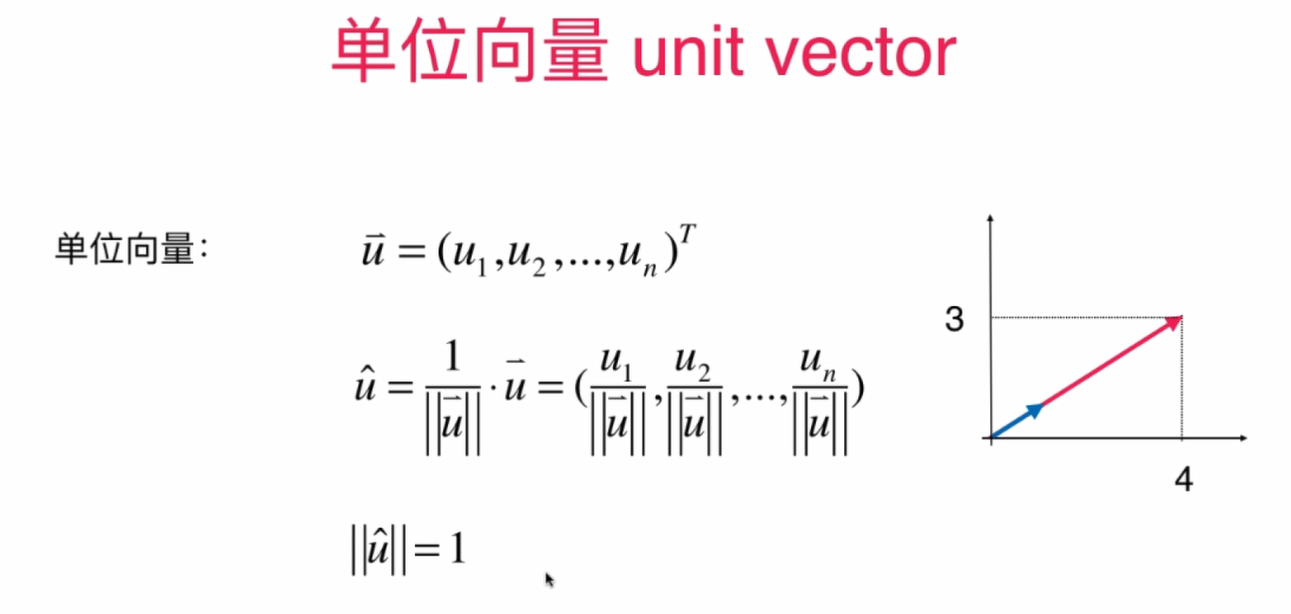 单位向量 unit vector
单位向量：
$\vec{u} = (u_1, u_2, ..., u_n)^T$
$\hat{u} = \frac{1}{||\vec{u}||} \cdot \vec{u} = (\frac{u_1}{||\vec{u}||}, \frac{u_2}{||\vec{u}||}, ..., \frac{u_n}{||\vec{u}||})$
$||\hat{u}|| = 1$
3
4